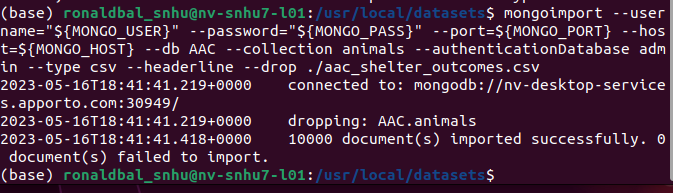 (base) ronaldbal_snhu@nv-snhu7-l01:/usr/local/datasets$ mongoimport --user
name="${MONGO_USER}" --password="${MONGO_PASS}" --port=${MONGO_PORT} --hos
t=${MONGO_HOST} --db AAC --collection animals --authenticationDatabase adm
in --type csv --headerline --drop ./aac_shelter_outcomes.csv
2023-05-16T18:41:41.219+0000    connected to: mongodb://nv-desktop-service
s.apporto.com:30949/
2023-05-16T18:41:41.219+0000    dropping: AAC.animals
2023-05-16T18:41:41.418+0000    10000 document(s) imported successfully. 0
 document(s) failed to import.
(base) ronaldbal_snhu@nv-snhu7-l01:/usr/local/datasets$